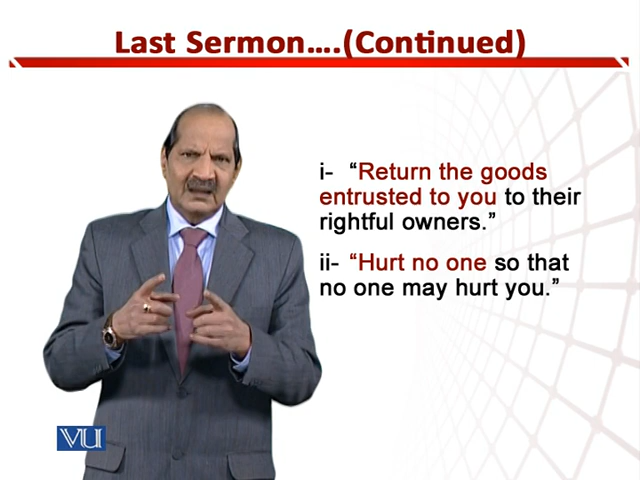 Last Sermon….(Continued)
i- “Return the goods
entrusted to you to their
rightful owners.”
ii- “Hurt no one so that
no one may hurt you.”
VU